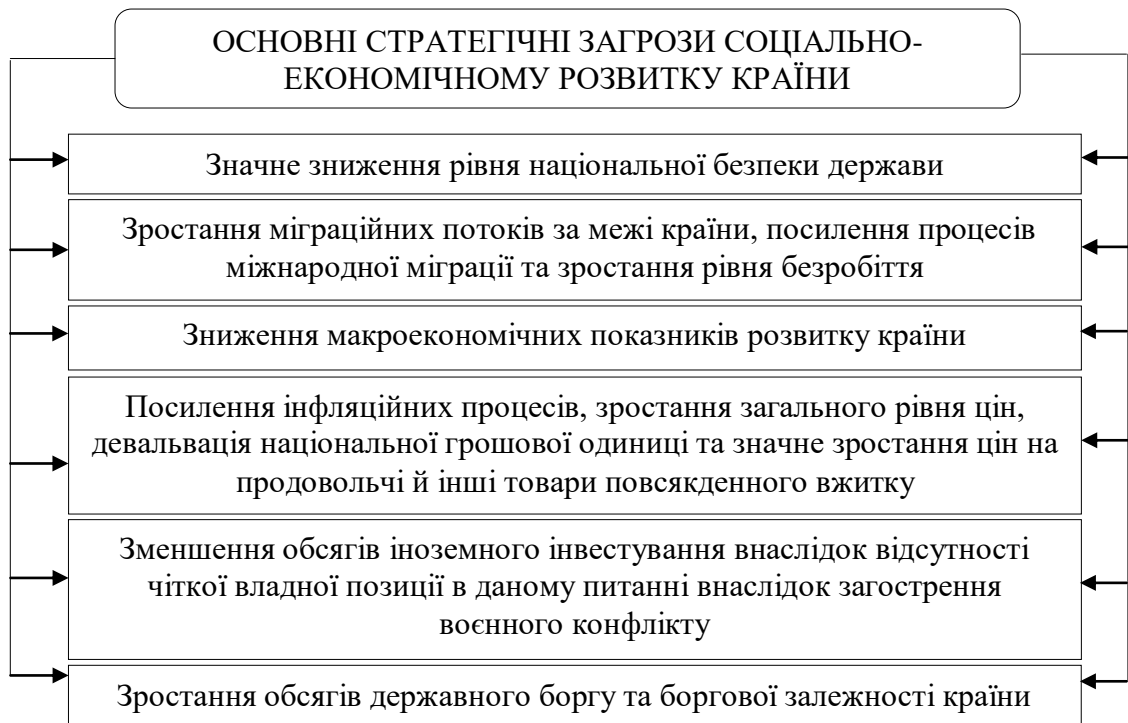 ОСНОВНІ СТРАТЕГІЧНІ ЗАГРОЗИ СОЦІАЛЬНО-
ЕКОНОМІЧНОМУ РОЗВИТКУ КРАЇНИ
Значне зниження рівня національної безпеки держави
Зростання міграційних потоків за межі країни, посилення процесів
міжнародної міграції та зростання рівня безробіття
Зниження макроекономічних показників розвитку країни
Посилення інфляційних процесів, зростання загального рівня цін,
девальвація національної грошової одиниці та значне зростання цін на
продовольчі й інші товари повсякденного вжитку
Зменшення обсягів іноземного інвестування внаслідок відсутності
чіткої владної позиції в даному питанні внаслідок загострення
воєнного конфлікту
Зростання обсягів державного боргу та боргової залежності країни